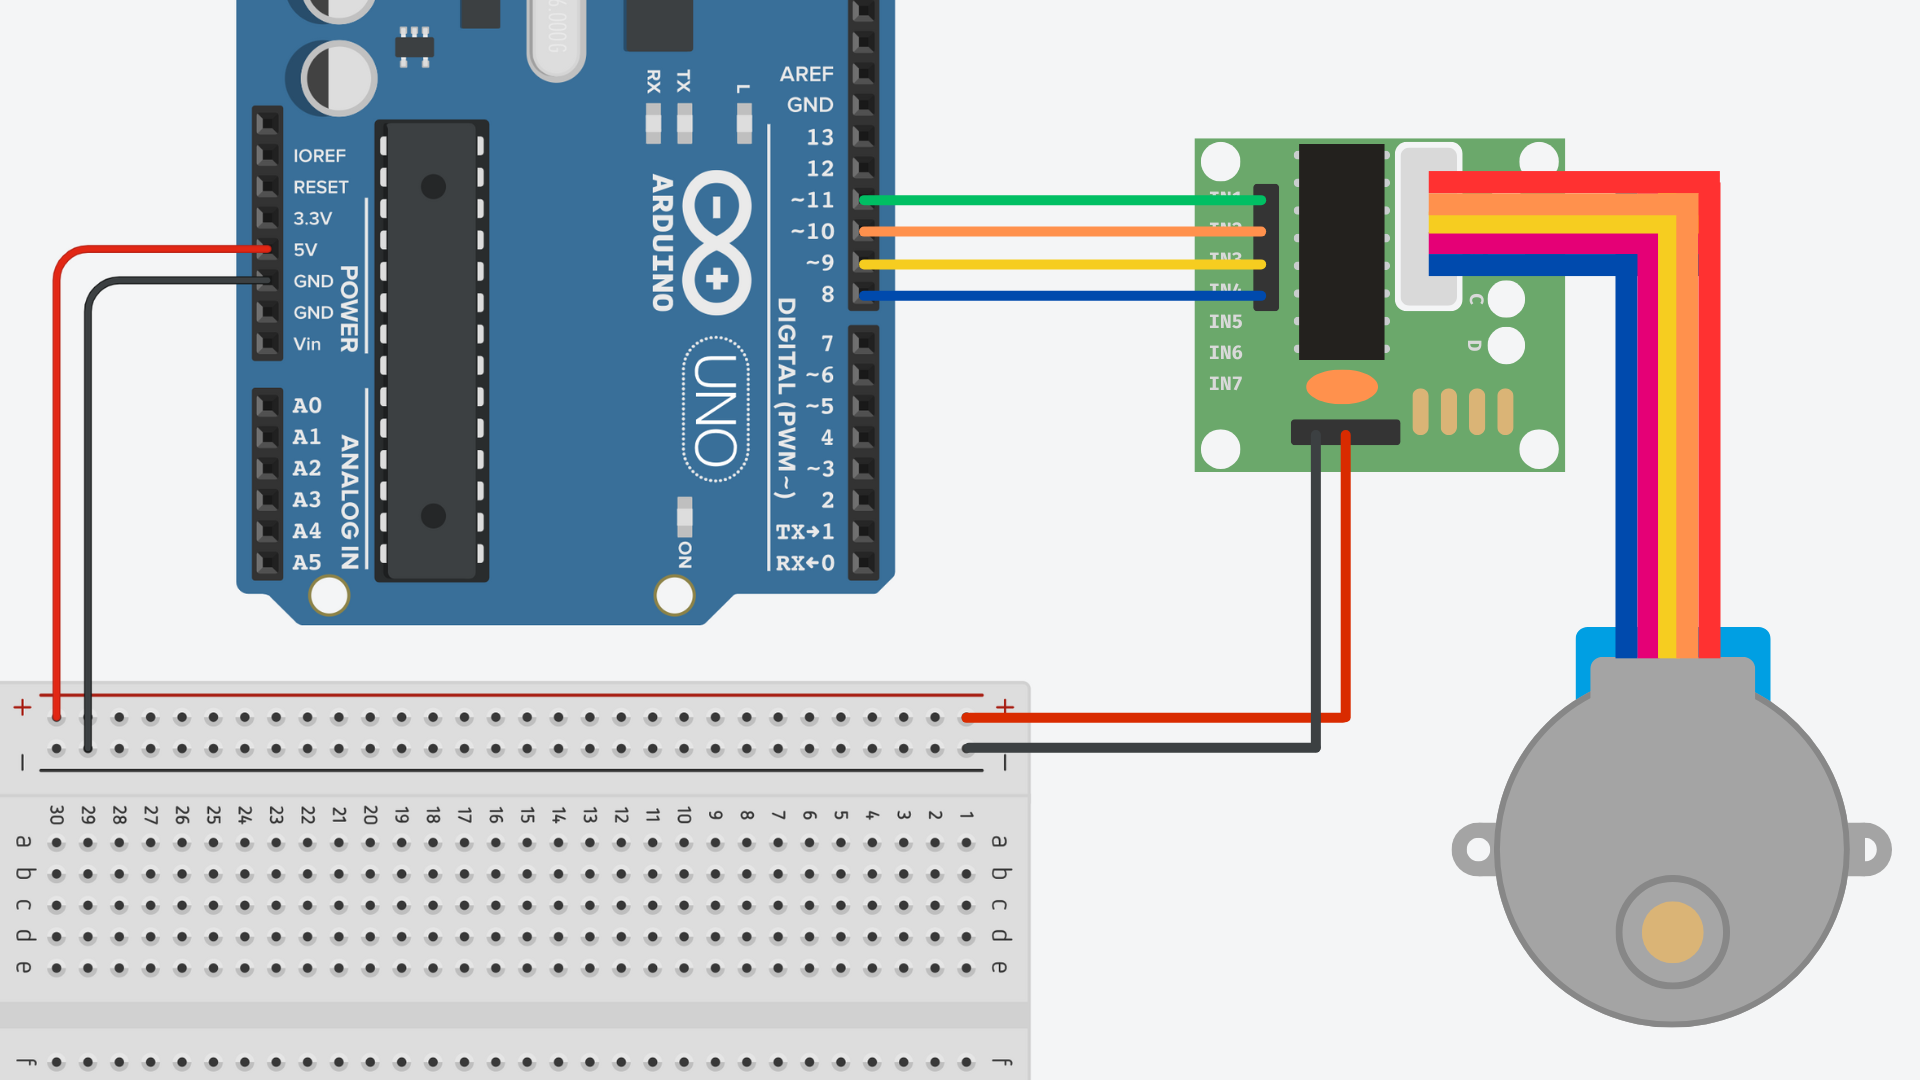 6.000G
RX
TX
L
AREF
GND
13
12
~11
~10
~9
8
IOREF
RESET
3.3V
5V
GND
GND
Vin
POWER
ARDUINO
UNO
DIGITAL (PWM ~)
7
~6
~5
4
~3
2
TX→1
RX←0
A0
A1
A2
A3
A4
A5
ANALOG IN
ON
IN1
IN2
IN3
IN4
IN5
IN6
IN7
C
D
+ +
− −
30 29 28 27 26 25 24 23 22 21 20 19 18 17 16 15 14 13 12 11 10 9 8 7 6 5 4 3 2 1
a a
b b
c c
d d
e e
f f